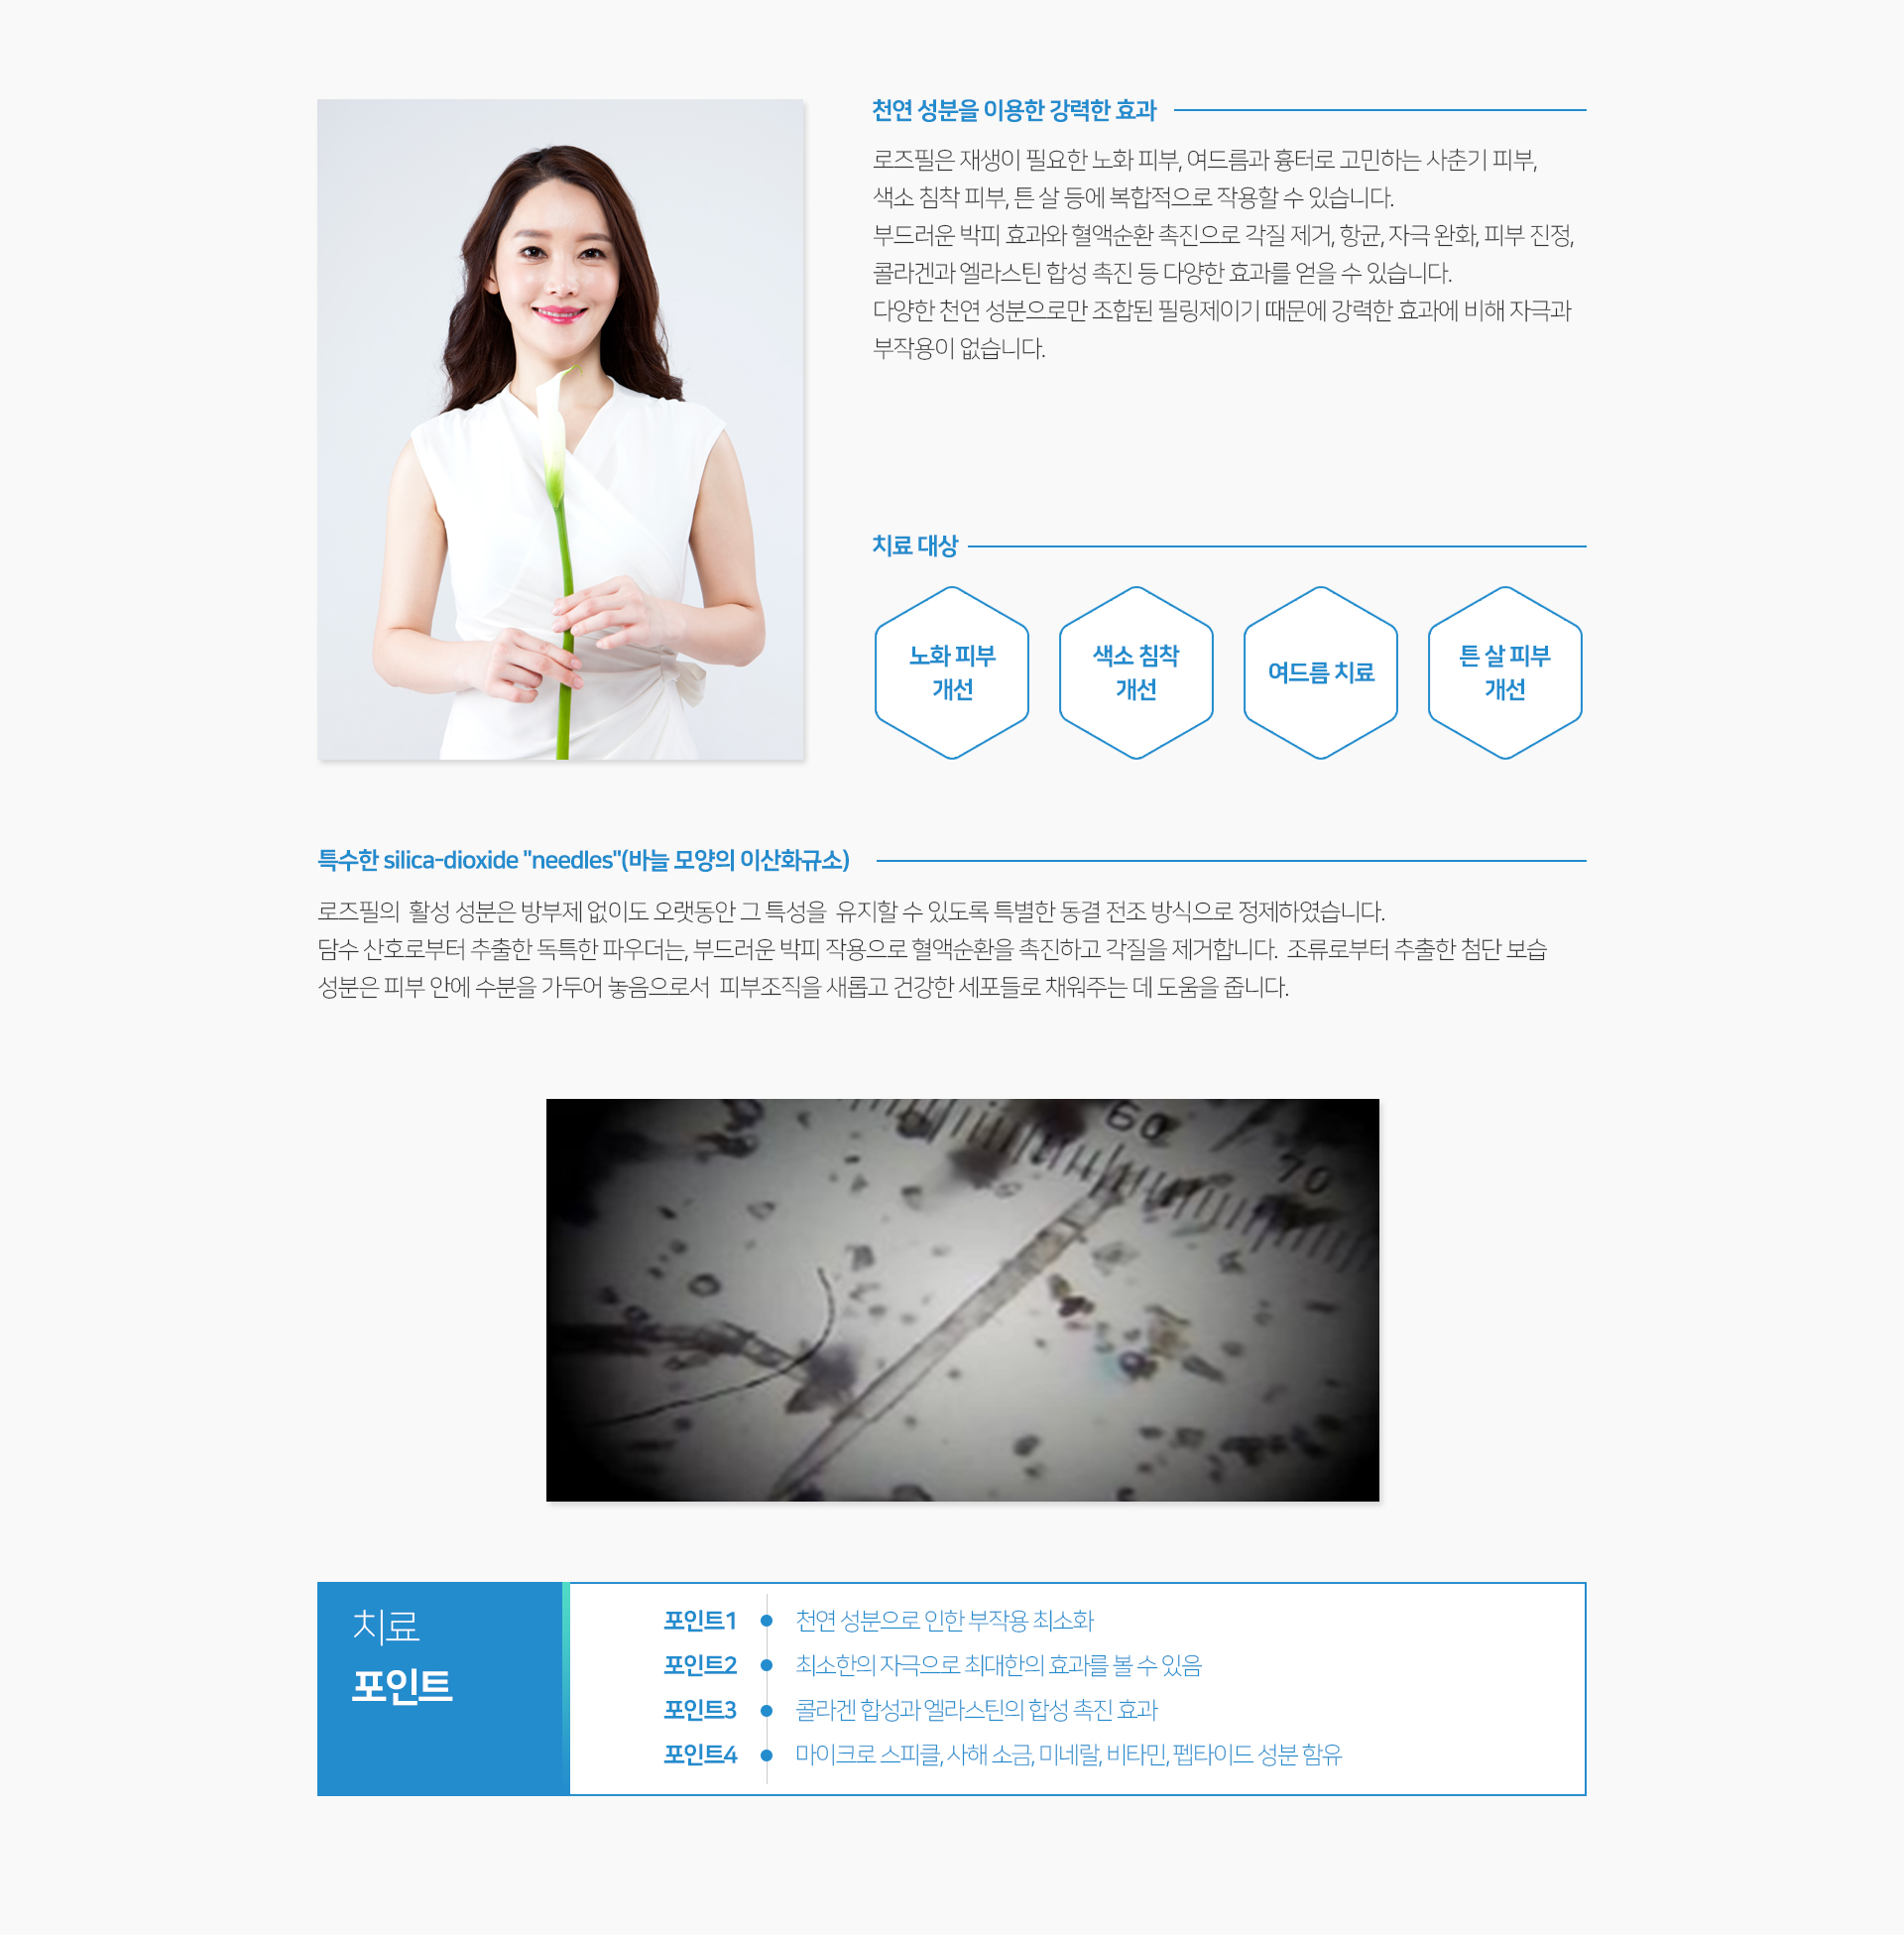 천연 성분을 이용한 강력한 효과
로즈필은 재생이 필요한 노화 피부, 여드름과 흉터로 고민하는 사춘기 피부,
색소 침착 피부, 튼 살 등에 복합적으로 작용할 수 있습니다.
부드러운 박피 효과와 혈액순환 촉진으로 각질 제거, 항균, 자극 완화, 피부 진정,
콜라겐과 엘라스틴 합성 촉진 등 다양한 효과를 얻을 수 있습니다.
다양한 천연 성분으로만 조합된 필링제이기 때문에 강력한 효과에 비해 자극과
부작용이 없습니다.
치료 대상
노화 피부
개선
색소 침착
개선
여드름 치료
튼 살 피부
개선
특수한 silica-dioxide "needles"(바늘 모양의 이산화규소)
로즈필의 활성 성분은 방부제 없이도 오랫동안 그 특성을 유지할 수 있도록 특별한 동결 전조 방식으로 정제하였습니다.
담수 산호로부터 추출한 독특한 파우더는, 부드러운 박피 작용으로 혈액순환을 촉진하고 각질을 제거합니다. 조류로부터 추출한 첨단 보습
성분은 피부 안에 수분을 가두어 놓음으로서 피부조직을 새롭고 건강한 세포들로 채워주는 데 도움을 줍니다.
60
70
치료
포인트
포인트1 천연 성분으로 인한 부작용 최소화
포인트2 최소한의 자극으로 최대한의 효과를 볼 수 있음
포인트3 콜라겐 합성과 엘라스틴의 합성 촉진 효과
포인트4 마이크로 스피클, 사해 소금, 미네랄, 비타민, 펩타이드 성분 함유